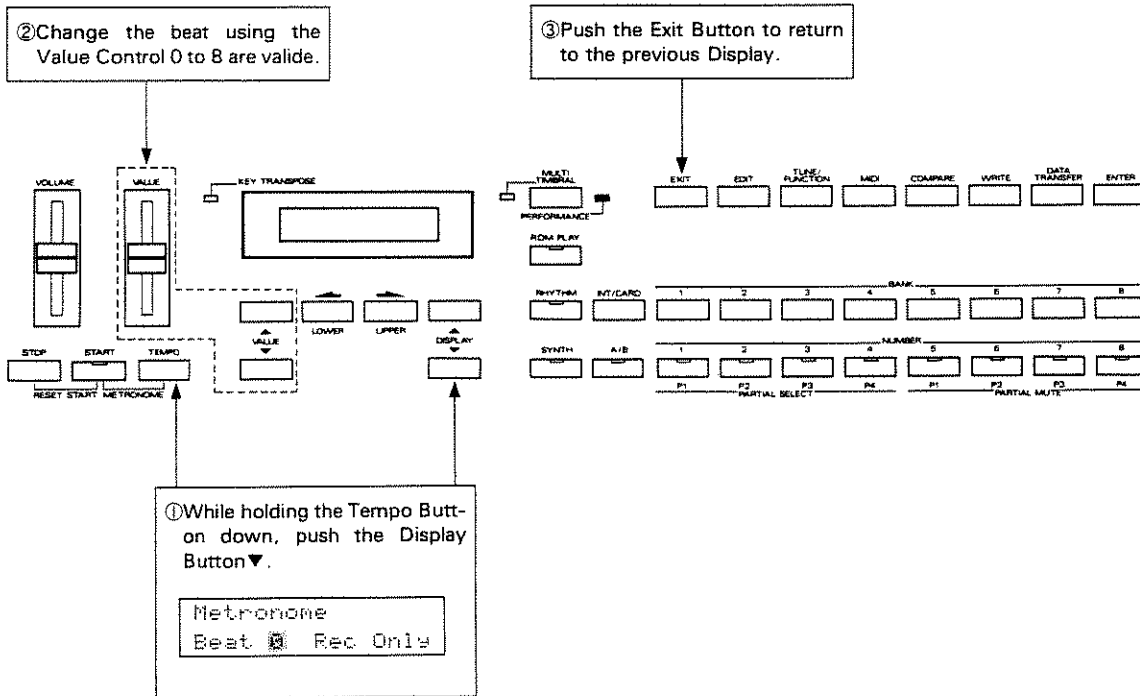 ②Change the beat using the
Value Control 0 to 8 are valide.
③Push the Exit Button to return
to the previous Display.
VOLUME VALUE KEY TRANSPOSE MULTI TIMBRAL EXIT EDIT TUNE/FUNCTION MIDI COMPARE WRITE DATA TRANSFER ENTER
PERFORMANCE
ROM PLAY
RHYTHM INT/CARD BANK
1 2 3 4 5 6 7 8
VALUE LOWER UPPER DISPLAY
STOP START TEMPO SYNTH A/B NUMBER
1 2 3 4 5 6 7 8
RESET START METRONOME P1 P2 P3 P4 P1 P2 P3 P4
PARTIAL SELECT PARTIAL MUTE
①While holding the Tempo Butt-
on down, push the Display
Button▼.
Metronome
Beat 0 Rec Only